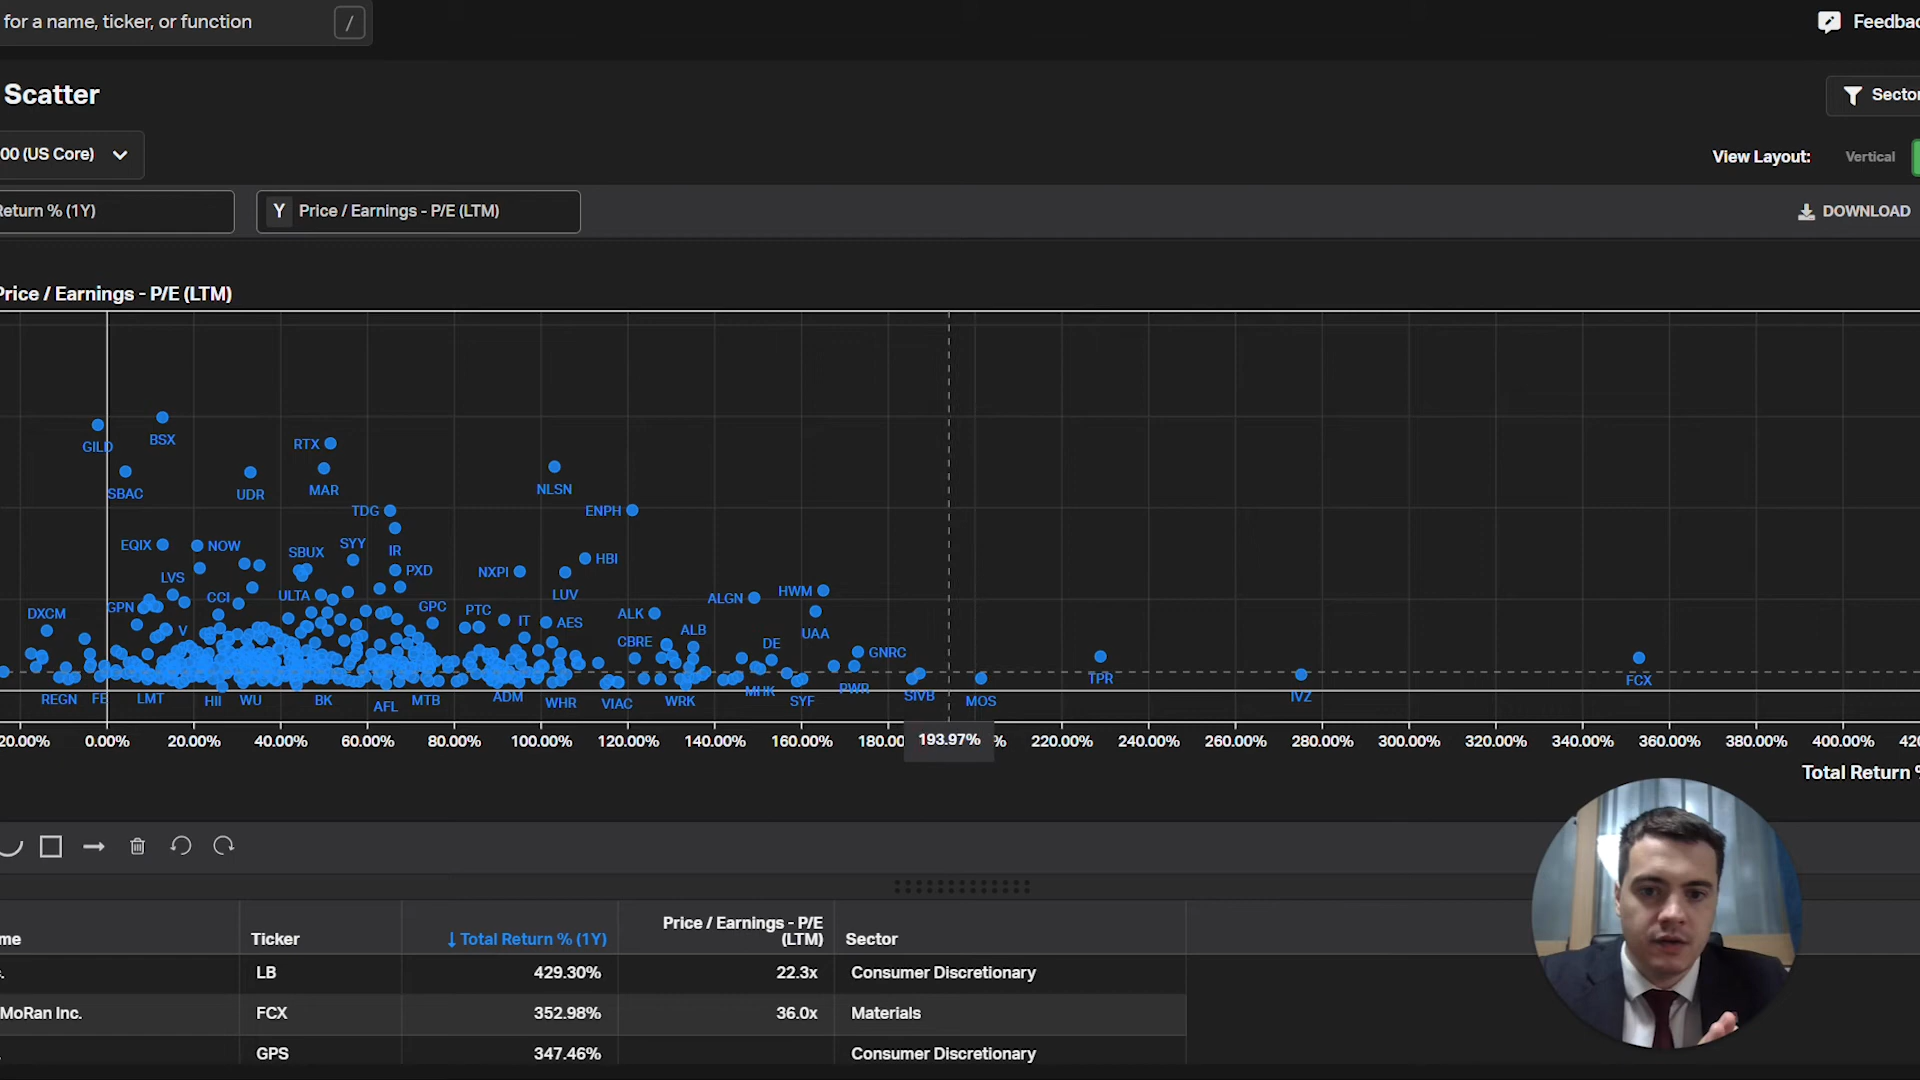 for a name, ticker, or function
/
Feedbac
Scatter
Sector
00 (US Core)
View Layout:
Vertical
Return % (1Y)
Y Price / Earnings - P/E (LTM)
DOWNLOAD
Price / Earnings - P/E (LTM)
GILD
BSX
RTX
SBAC
UDR
MAR
NLSN
TDG
ENPH
EQIX
NOW
SBUX
SYY
IR
HBI
LVS
PXD
NXPI
LUV
DXCM
GPN
CCI
ULTA
GPC
PTC
IT
AES
ALK
ALGN
HWM
V
CBRE
ALB
DE
UAA
GNRC
REGN
FE
LMT
HII
WU
BK
AFL
MTB
ADM
WHR
VIAC
WRK
MHK
SYF
PWR
SIVB
MOS
TPR
IVZ
FCX
20.00% 0.00% 20.00% 40.00% 60.00% 80.00% 100.00% 120.00% 140.00% 160.00% 180.00 193.97% % 220.00% 240.00% 260.00% 280.00% 300.00% 320.00% 340.00% 360.00% 380.00% 400.00% 420
Total Return %
me Ticker ↓ Total Return % (1Y) Price / Earnings - P/E (LTM) Sector
. LB 429.30% 22.3x Consumer Discretionary
MoRan Inc. FCX 352.98% 36.0x Materials
. GPS 347.46% Consumer Discretionary